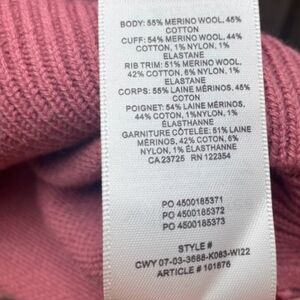 BODY: 55% MERINO WOOL, 45%
COTTON
CUFF: 54% MERINO WOOL, 44%
COTTON, 1% NYLON, 1%
ELASTANE
RIB TRIM: 51% MERINO WOOL,
42% COTTON, 6% NYLON, 1%
ELASTANE
CORPS: 55% LAINE MÉRINOS, 45%
COTON
POIGNET: 54% LAINE MÉRINOS,
44% COTON, 1% NYLON, 1%
ÉLASTHANNE
GARNITURE CÔTELÉE: 51% LAINE
MÉRINOS, 42% COTON, 6%
NYLON, 1% ÉLASTHANNE
CA 23725 RN 122354
PO 4500185371
PO 4500185372
PO 4500185373
STYLE #
CWY 07-03-3688-K083-WI22
ARTICLE # 101876